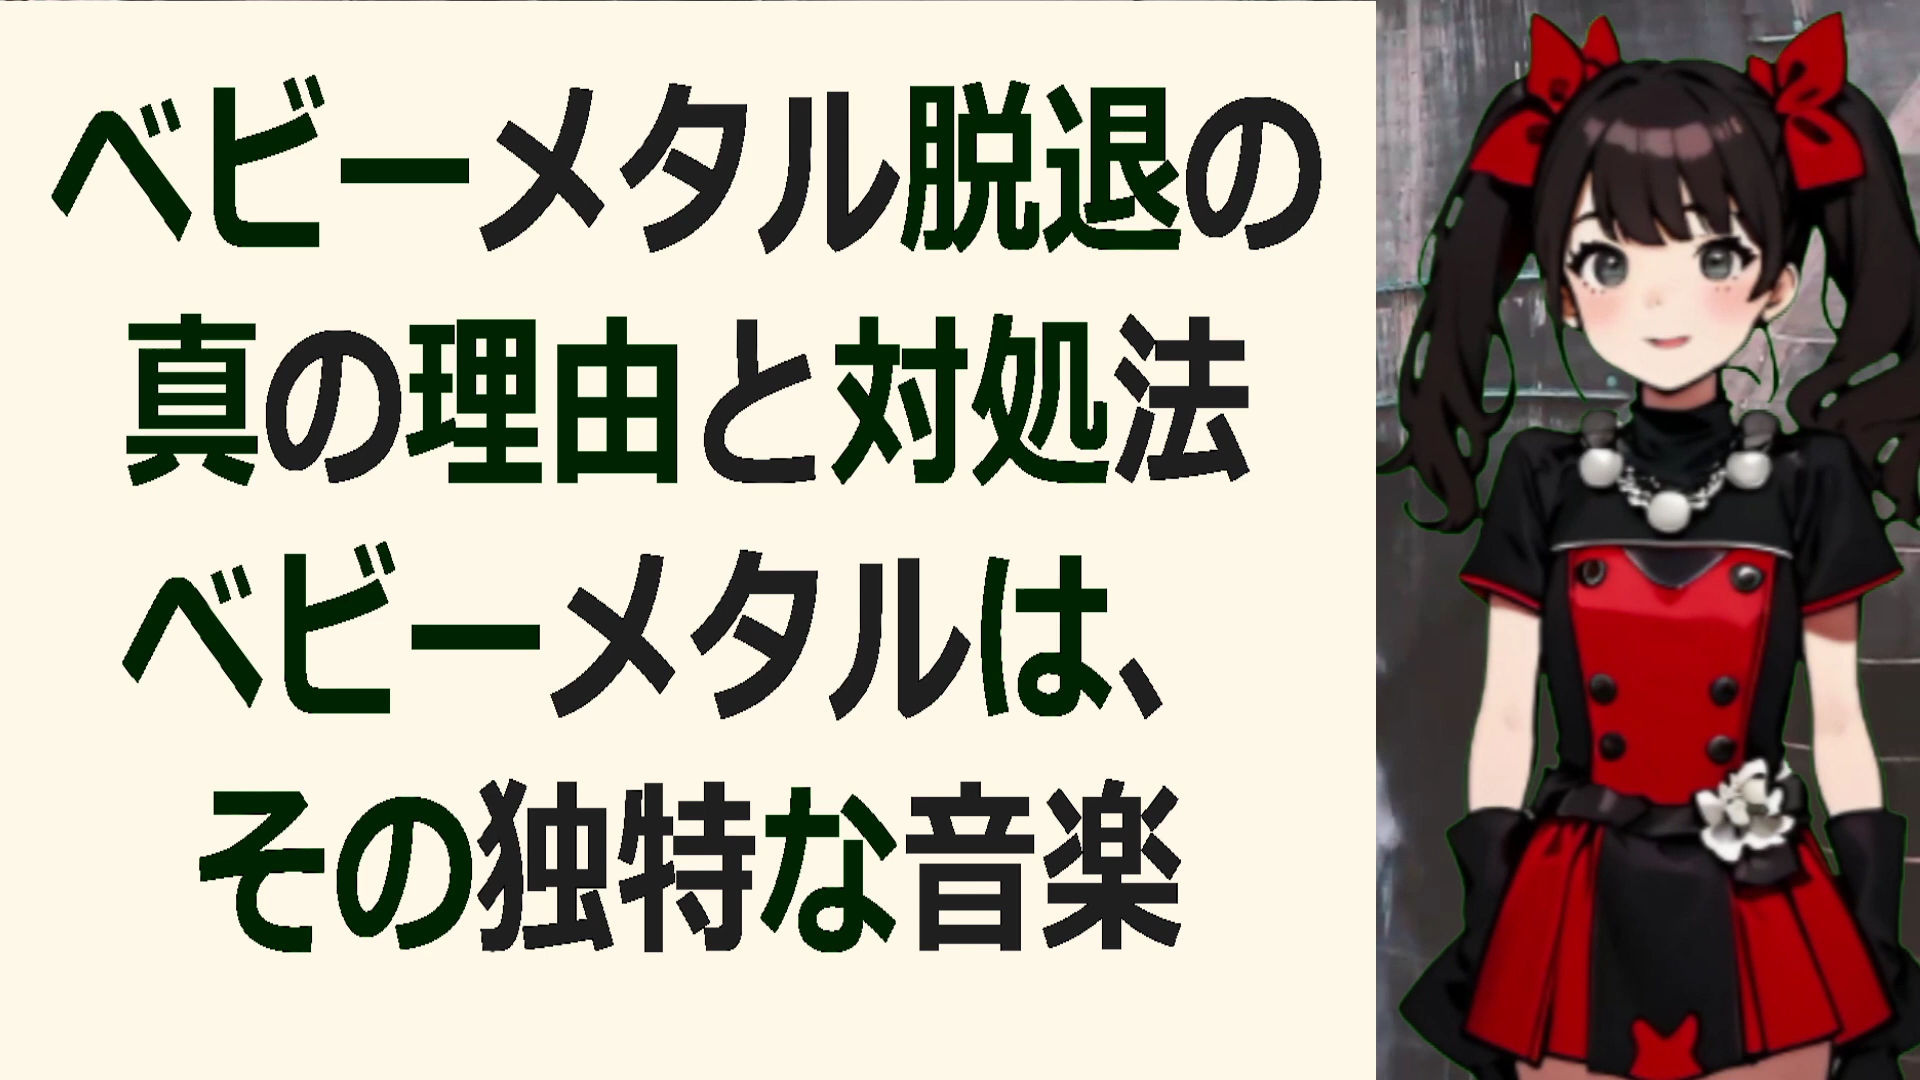 ベビーメタル脱退の
真の理由と対処法
ベビーメタルは、
その独特な音楽